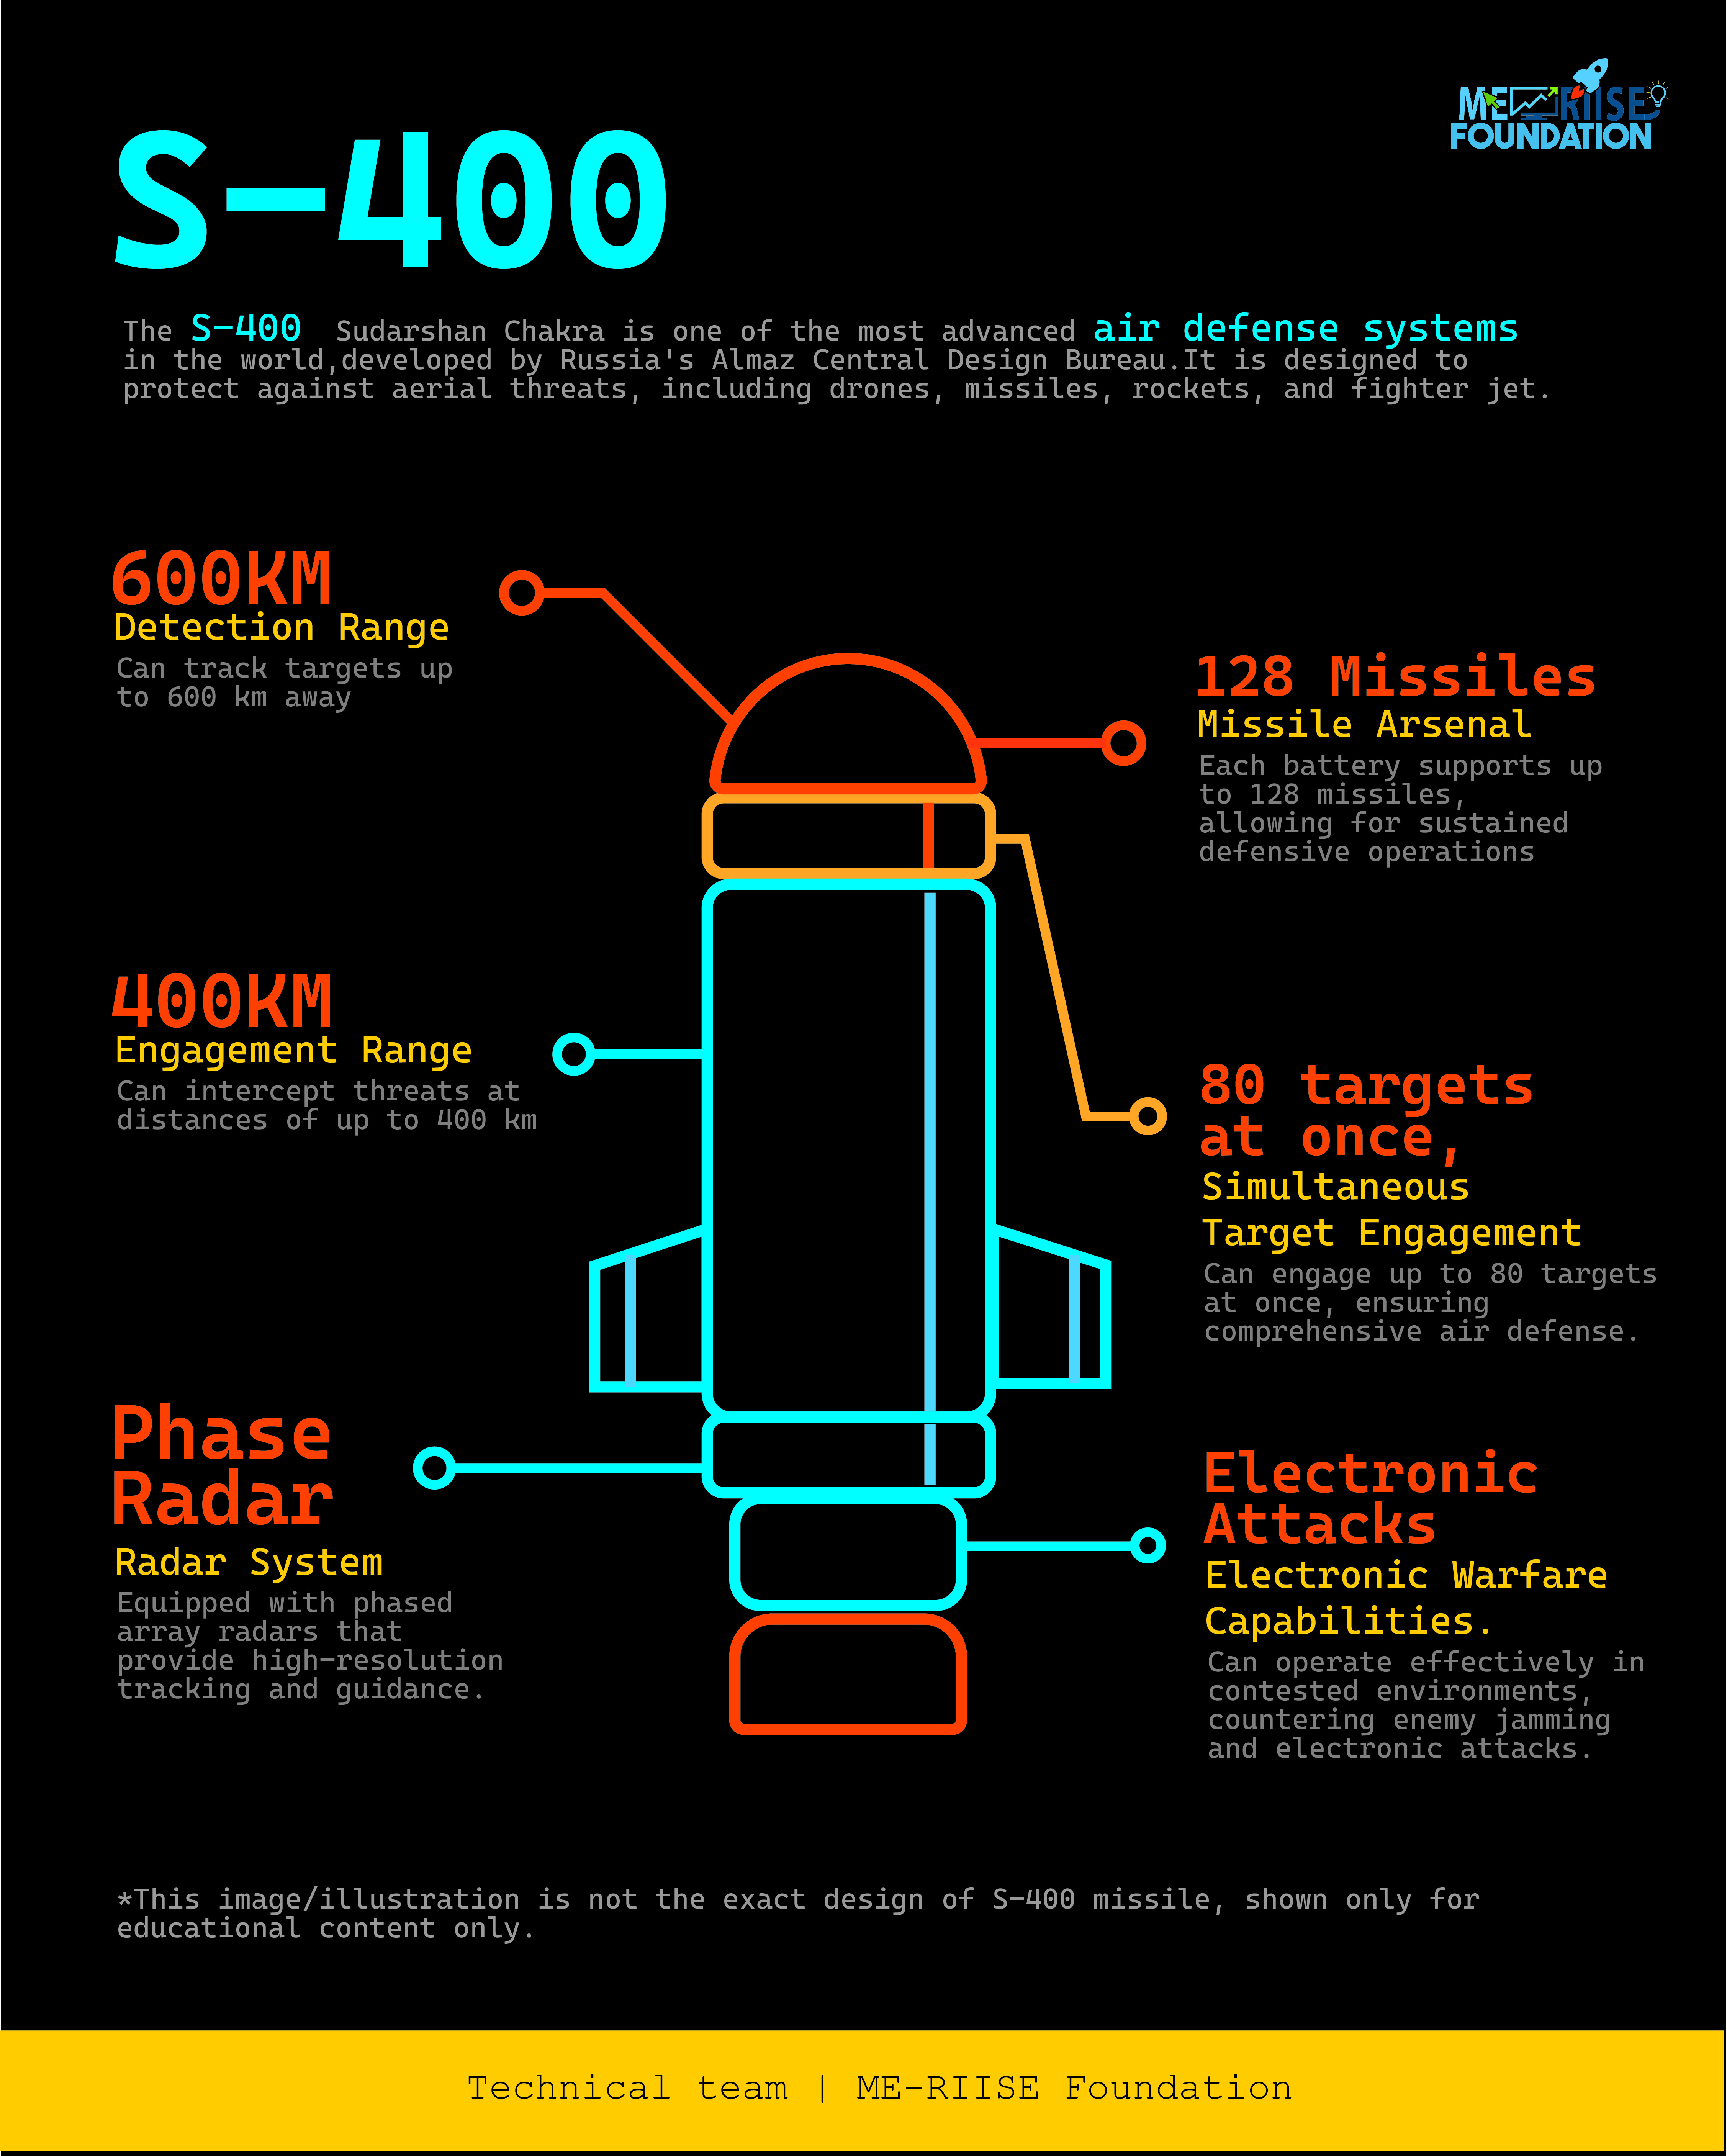 ME RIISE
FOUNDATION
S-400
The S-400 Sudarshan Chakra is one of the most advanced air defense systems
in the world,developed by Russia's Almaz Central Design Bureau.It is designed to
protect against aerial threats, including drones, missiles, rockets, and fighter jet.
600KM
Detection Range
Can track targets up
to 600 km away
128 Missiles
Missile Arsenal
Each battery supports up
to 128 missiles,
allowing for sustained
defensive operations
400KM
Engagement Range
Can intercept threats at
distances of up to 400 km
80 targets
at once,
Simultaneous
Target Engagement
Can engage up to 80 targets
at once, ensuring
comprehensive air defense.
Phase
Radar
Radar System
Equipped with phased
array radars that
provide high-resolution
tracking and guidance.
Electronic
Attacks
Electronic Warfare
Capabilities.
Can operate effectively in
contested environments,
countering enemy jamming
and electronic attacks.
*This image/illustration is not the exact design of S-400 missile, shown only for
educational content only.
Technical team | ME-RIISE Foundation